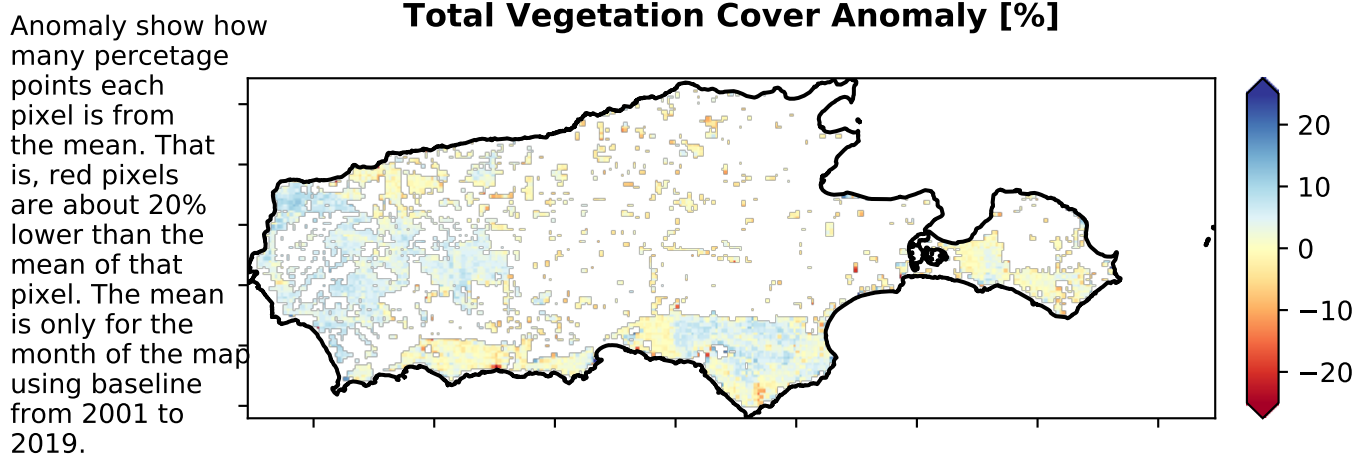 Total Vegetation Cover Anomaly [%]
Anomaly show how
many percetage
points each
pixel is from
the mean. That
is, red pixels
are about 20%
lower than the
mean of that
pixel. The mean
is only for the
month of the map
using baseline
from 2001 to
2019.
20
10
0
−10
−20